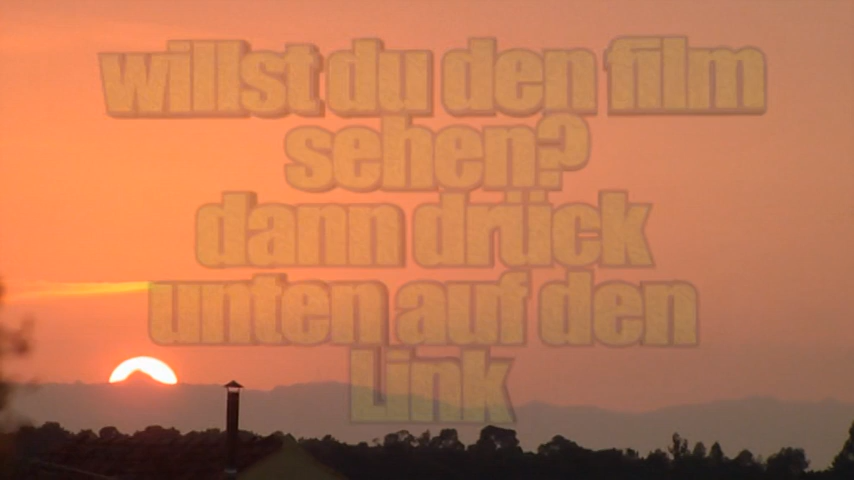 willst du den film
sehen?
dann drück
unten auf den
Link